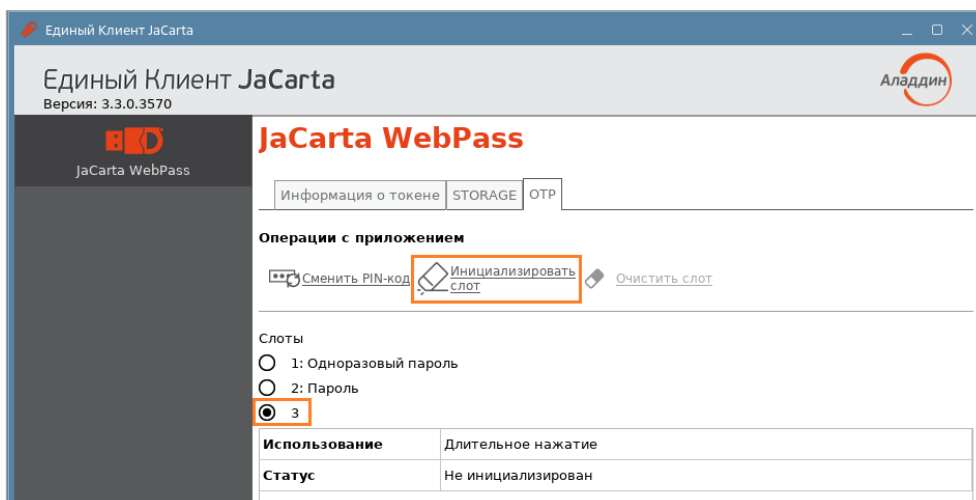 Единый Клиент JaCarta
Единый Клиент JaCarta
Версия: 3.3.0.3570
Аладдин
JaCarta WebPass
JaCarta WebPass
Информация о токене STORAGE OTP
Операции с приложением
Сменить PIN-код
Инициализировать
слот
Очистить слот
Слоты
1: Одноразовый пароль
2: Пароль
3
Использование Длительное нажатие
Статус Не инициализирован